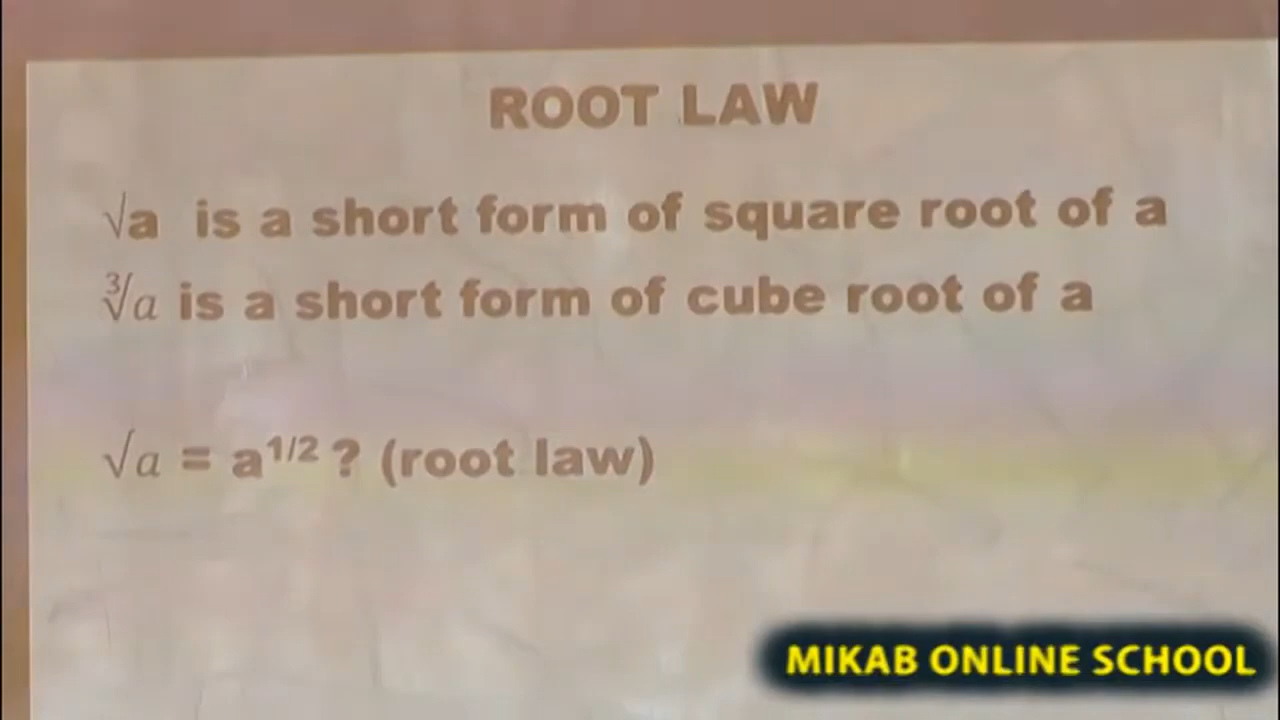 ROOT LAW
√a is a short form of square root of a
∛a is a short form of cube root of a
√a = a^1/2 ? (root law)
MIKAB ONLINE SCHOOL